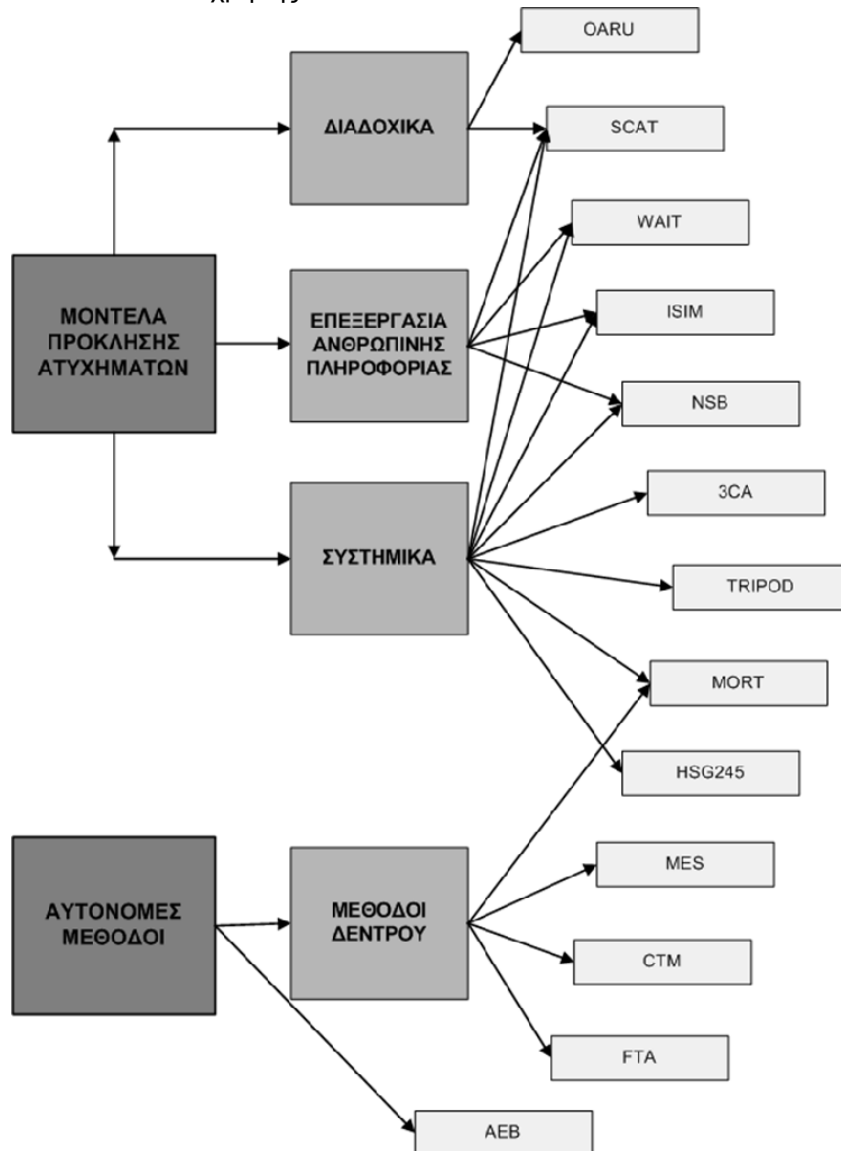 OARU
ΔΙΑΔΟΧΙΚΑ
SCAT
WAIT
ΜΟΝΤΕΛΑ
ΠΡΟΚΛΗΣΗΣ
ΑΤΥΧΗΜΑΤΩΝ
ΕΠΕΞΕΡΓΑΣΙΑ
ΑΝΘΡΩΠΙΝΗΣ
ΠΛΗΡΟΦΟΡΙΑΣ
ISIM
NSB
3CA
ΣΥΣΤΗΜΙΚΑ
TRIPOD
MORT
HSG245
ΑΥΤΟΝΟΜΕΣ
ΜΕΘΟΔΟΙ
ΜΕΘΟΔΟΙ
ΔΕΝΤΡΟΥ
MES
CTM
FTA
AEB